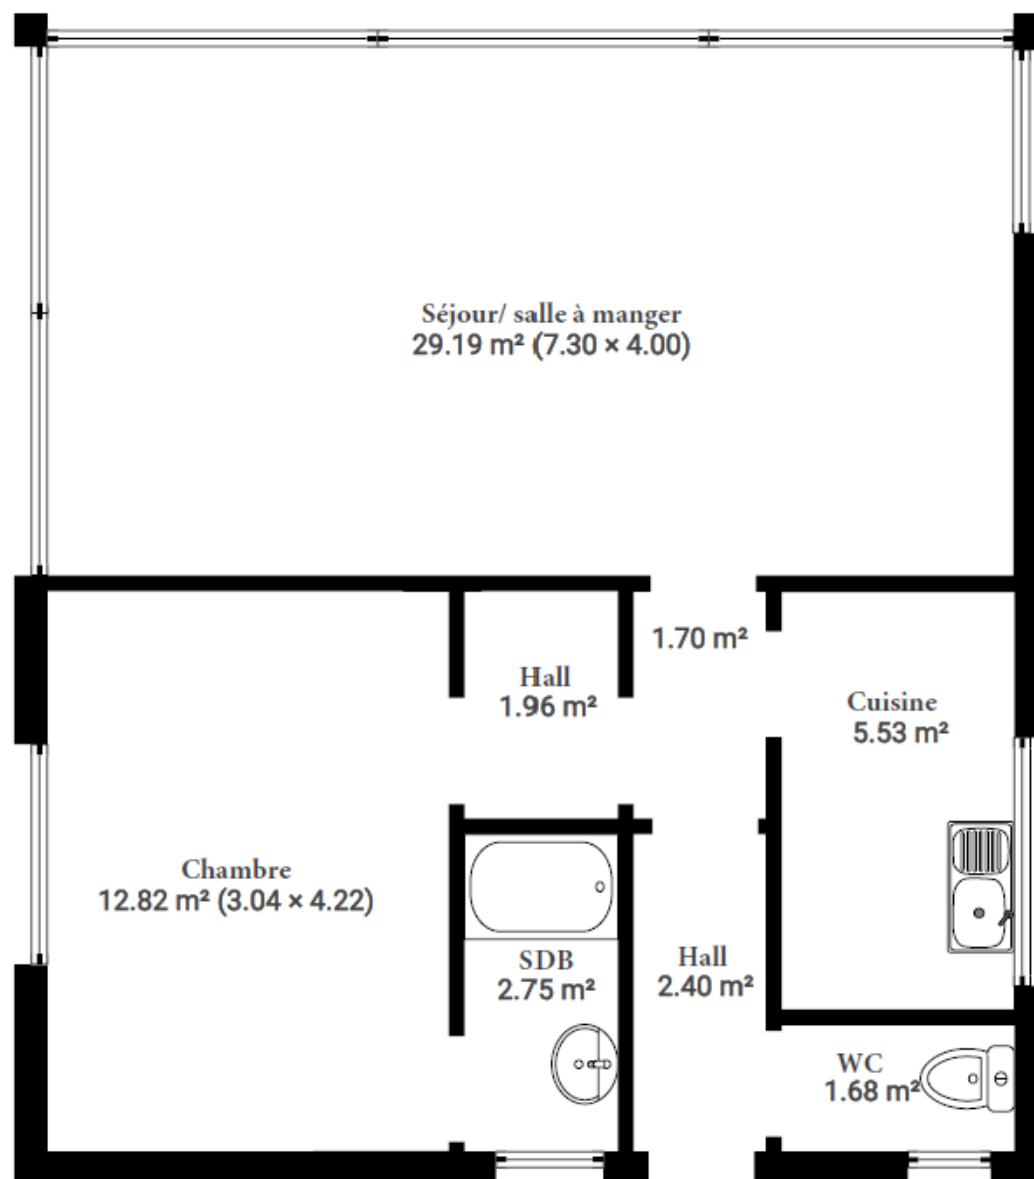 Séjour/ salle à manger
29.19 m² (7.30 × 4.00)
1.70 m²
Hall
1.96 m²
Cuisine
5.53 m²
Chambre
12.82 m² (3.04 × 4.22)
SDB
2.75 m²
Hall
2.40 m²
WC
1.68 m²